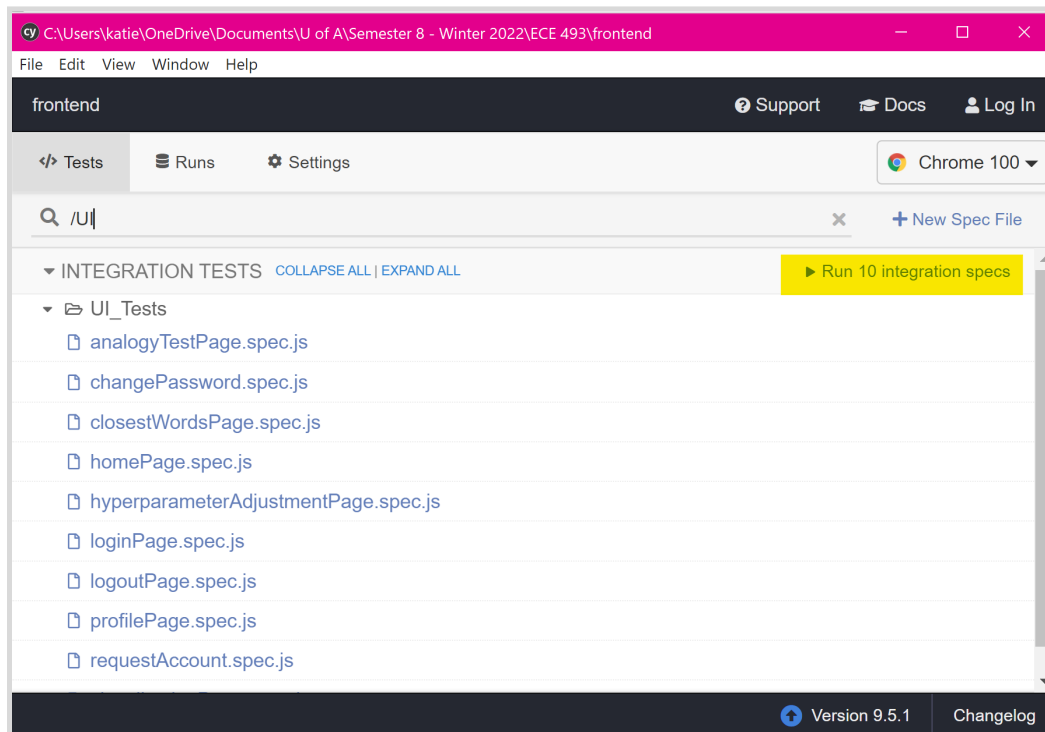 cy C:\Users\katie\OneDrive\Documents\U of A\Semester 8 - Winter 2022\ECE 493\frontend
File Edit View Window Help
frontend Support Docs Log In
</> Tests Runs Settings Chrome 100
/UI New Spec File
INTEGRATION TESTS COLLAPSE ALL | EXPAND ALL Run 10 integration specs
UI_Tests
analogyTestPage.spec.js
changePassword.spec.js
closestWordsPage.spec.js
homePage.spec.js
hyperparameterAdjustmentPage.spec.js
loginPage.spec.js
logoutPage.spec.js
profilePage.spec.js
requestAccount.spec.js
Version 9.5.1 Changelog